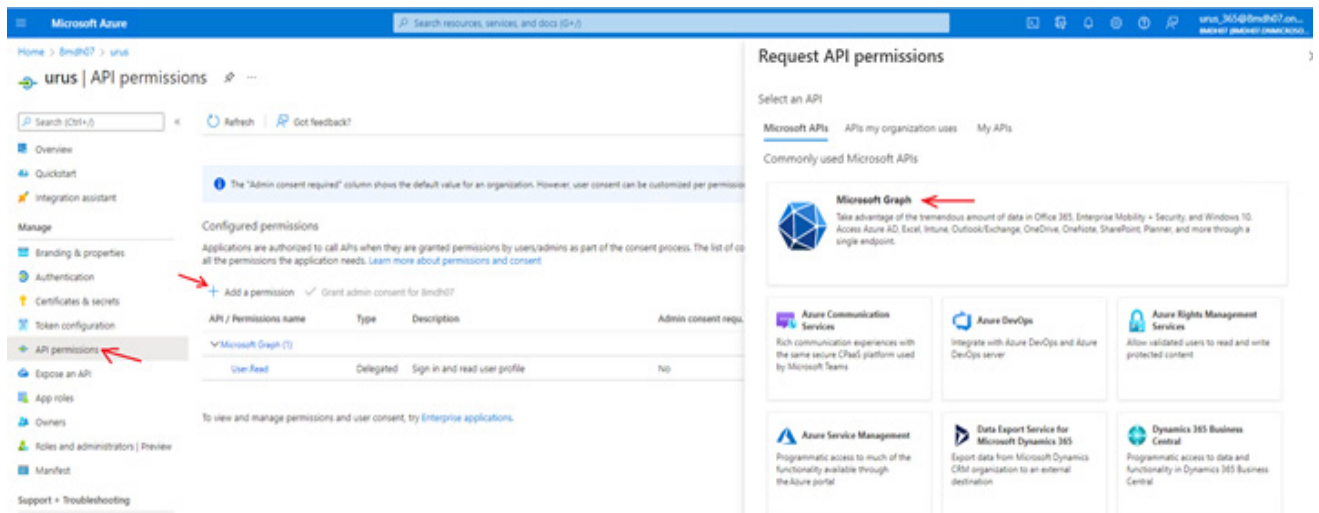 Microsoft Azure
Search resources, services, and docs (G+/)
urus_365@8mdh07.on...
Home > 8mdh07 > urus
urus | API permissions
Search (Ctrl+/)
Overview
Quickstart
Integration assistant
Manage
Branding & properties
Authentication
Certificates & secrets
Token configuration
API permissions
Expose an API
App roles
Owners
Roles and administrators | Preview
Manifest
Support + Troubleshooting
Refresh
Got feedback?
The "Admin consent required" column shows the default value for an organization. However, user consent can be customized per permission
Configured permissions
Applications are authorized to call APIs when they are granted permissions by users/admins as part of the consent process. The list of co
all the permissions the application needs. Learn more about permissions and consent
Add a permission
Grant admin consent for 8mdh07
API / Permissions name Type Description Admin consent requ.
Microsoft Graph (1)
User.Read Delegated Sign in and read user profile No
To view and manage permissions and user consent, try Enterprise applications.
Request API permissions
Select an API
Microsoft APIs APIs my organization uses My APIs
Commonly used Microsoft APIs
Microsoft Graph
Take advantage of the tremendous amount of data in Office 365, Enterprise Mobility + Security, and Windows 10.
Access Azure AD, Excel, Intune, Outlook/Exchange, OneDrive, OneNote, SharePoint, Planner, and more through a
single endpoint.
Azure Communication
Services
Rich communication experiences with
the same secure CPaaS platform used
by Microsoft Teams
Azure DevOps
Integrate with Azure DevOps and Azure
DevOps server
Azure Rights Management
Services
Allow validated users to read and write
protected content
Azure Service Management
Programmatic access to much of the
functionality available through
the Azure portal
Data Export Service for
Microsoft Dynamics 365
Export data from Microsoft Dynamics
CRM organization to an external
destination
Dynamics 365 Business
Central
Programmatic access to data and
functionality in Dynamics 365 Business
Central